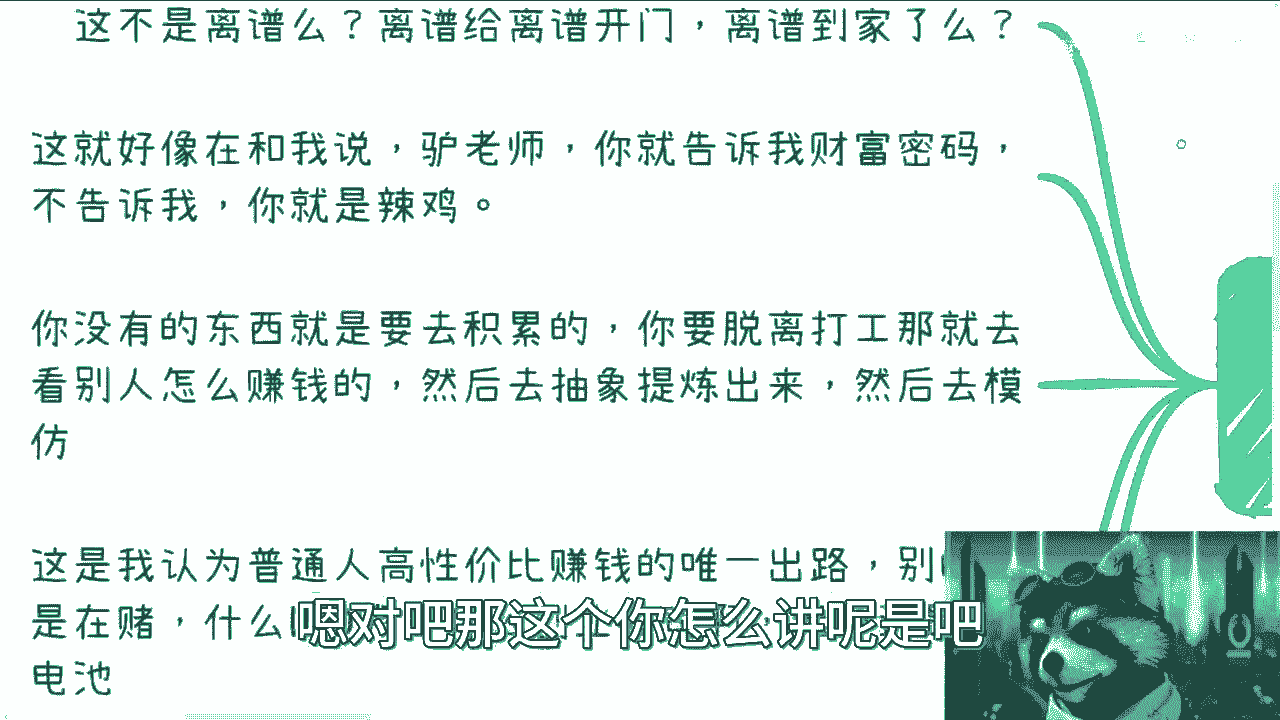 这不是离谱么？离谱给离谱开门，离谱到家了么？
这就好像在和我说，驴老师，你就告诉我财富密码，
不告诉我，你就是辣鸡。
你没有的东西就是要去积累的，你要脱离打工那就去
看别人怎么赚钱的，然后去抽象提炼出来，然后去模
仿
这是我认为普通人高性价比赚钱的唯一出路，别
是在赌，什么
电池
嗯对吧那这个你怎么讲呢是吧